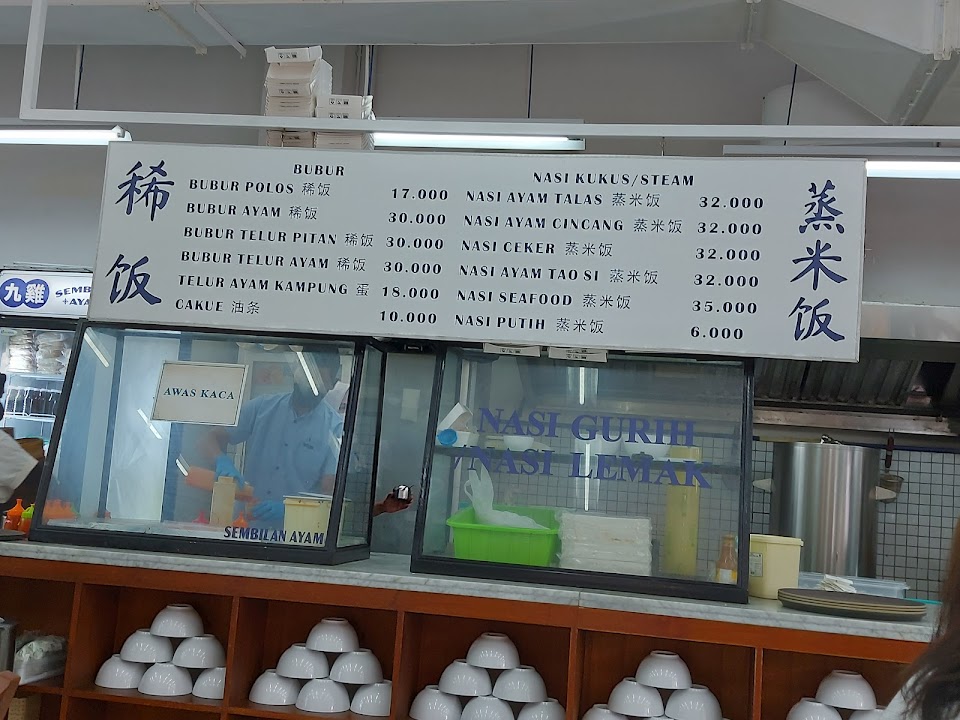 稀饭
BUBUR
BUBUR POLOS 稀饭 17.000
BUBUR AYAM 稀饭 30.000
BUBUR TELUR PITAN 稀饭 30.000
BUBUR TELUR AYAM 稀饭 30.000
TELUR AYAM KAMPUNG 蛋 18.000
CAKUE 油条 10.000
NASI KUKUS/STEAM
NASI AYAM TALAS 蒸米饭 32.000
NASI AYAM CINCANG 蒸米饭 32.000
NASI CEKER 蒸米饭 32.000
NASI AYAM TAO SI 蒸米饭 32.000
NASI SEAFOOD 蒸米饭 35.000
NASI PUTIH 蒸米饭 6.000
蒸米饭
九雞
SEMB
+AYA
AWAS KACA
SEMBILAN AYAM
NASI GURIH
/NASI LEMAK